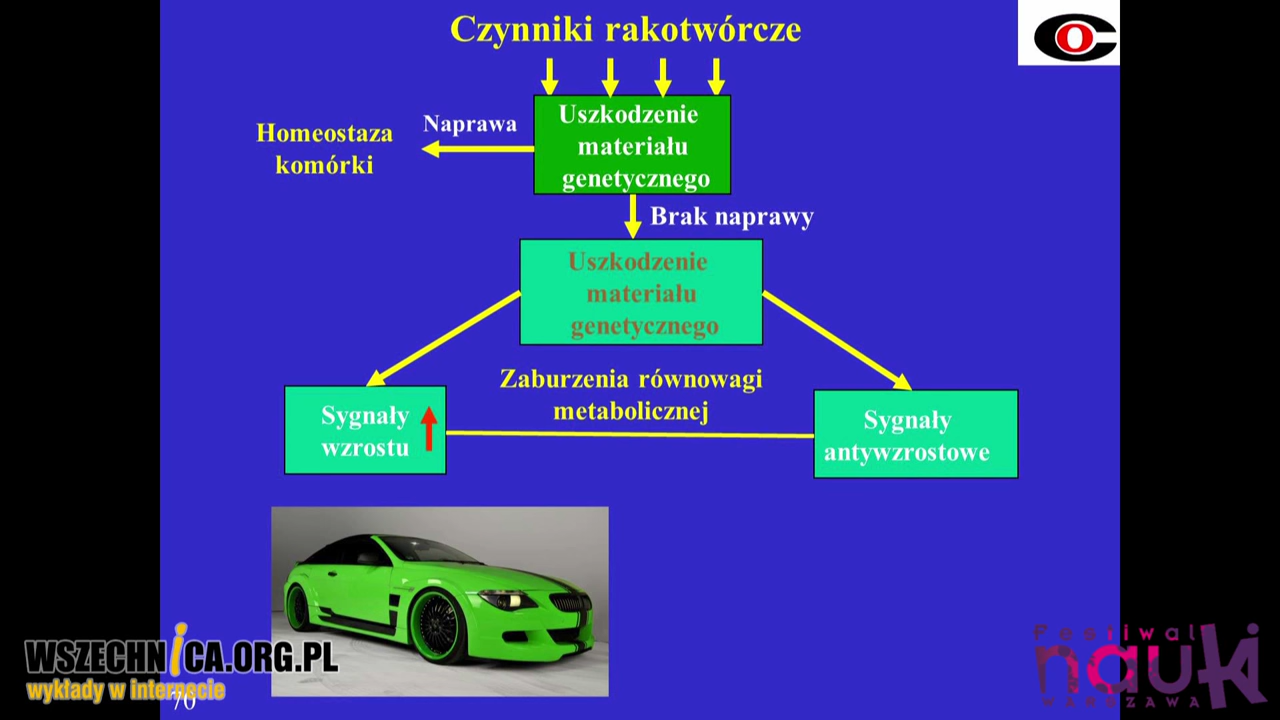 Czynniki rakotwórcze
Uszkodzenie
materiału
genetycznego
Naprawa
Homeostaza
komórki
Brak naprawy
Uszkodzenie
materiału
genetycznego
Zaburzenia równowagi
metabolicznej
Sygnały
wzrostu
Sygnały
antywzrostowe
WSZECHNiCA.ORG.PL
wykłady w internecie
70
Festiwal
nauki
WARSZAWA